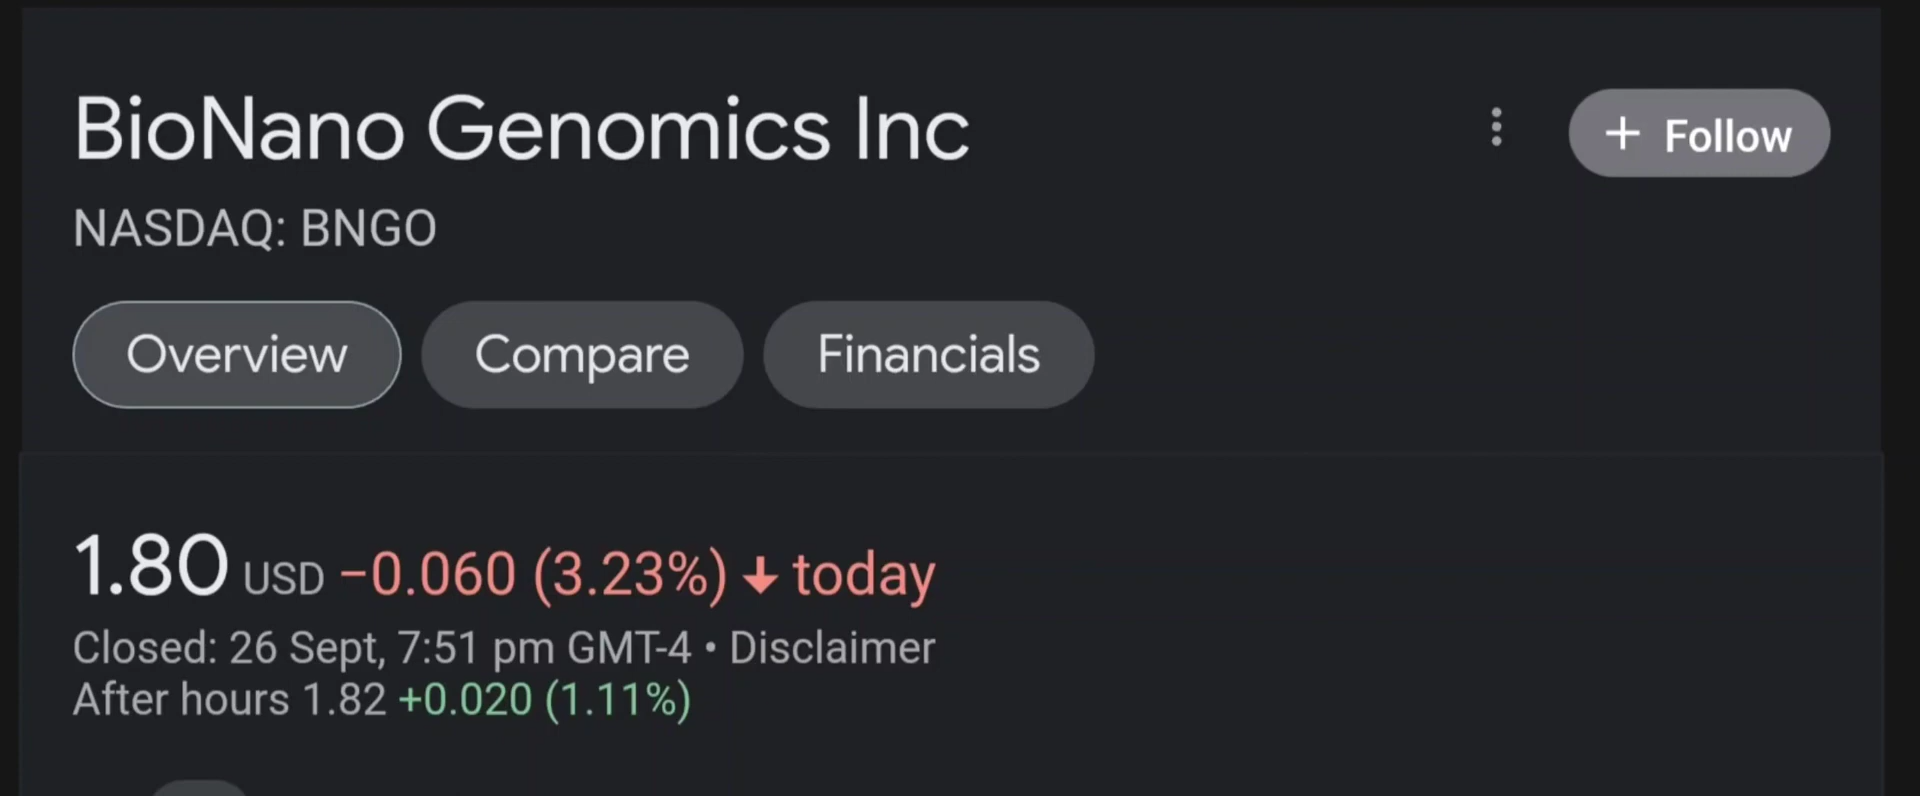 BioNano Genomics Inc
+ Follow
NASDAQ: BNGO
Overview
Compare
Financials
1.80 USD −0.060 (3.23%) ↓ today
Closed: 26 Sept, 7:51 pm GMT-4 • Disclaimer
After hours 1.82 +0.020 (1.11%)